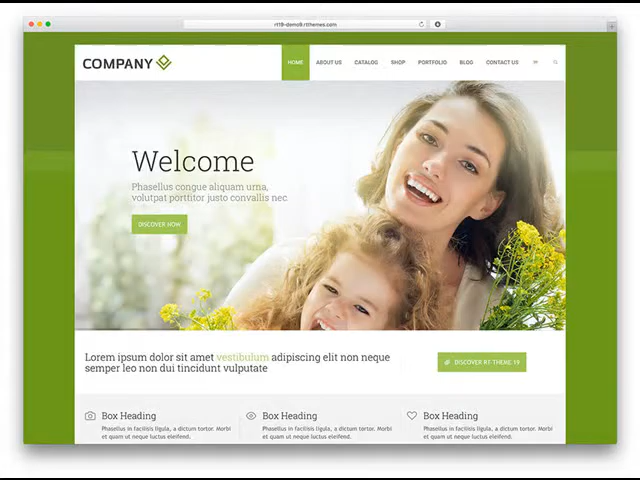 rt19-demo9.rtthemes.com
COMPANY
HOME ABOUT US CATALOG SHOP PORTFOLIO BLOG CONTACT US
Welcome
Phasellus congue aliquam urna,
volutpat porttitor justo convallis nec.
DISCOVER NOW
Lorem ipsum dolor sit amet vestibulum adipiscing elit non neque
semper leo non dui tincidunt vulputate
DISCOVER RT-THEME 19
Box Heading
Phasellus in facilisis ligula, a dictum tortor. Morbi
et quam ut neque luctus eleifend.
Box Heading
Phasellus in facilisis ligula, a dictum tortor. Morbi
et quam ut neque luctus eleifend.
Box Heading
Phasellus in facilisis ligula, a dictum tortor. Morbi
et quam ut neque luctus eleifend.